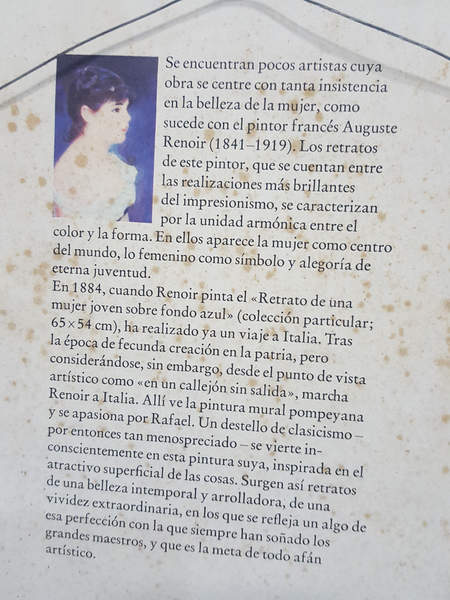 Se encuentran pocos artistas cuya
obra se centre con tanta insistencia
en la belleza de la mujer, como
sucede con el pintor francés Auguste
Renoir (1841–1919). Los retratos
de este pintor, que se cuentan entre
las realizaciones más brillantes
del impresionismo, se caracterizan
por la unidad armónica entre el
color y la forma. En ellos aparece la mujer como centro
del mundo, lo femenino como símbolo y alegoría de
eterna juventud.
En 1884, cuando Renoir pinta el «Retrato de una
mujer joven sobre fondo azul» (colección particular;
65×54 cm), ha realizado ya un viaje a Italia. Tras
la época de fecunda creación en la patria, pero
considerándose, sin embargo, desde el punto de vista
artístico como «en un callejón sin salida», marcha
Renoir a Italia. Allí ve la pintura mural pompeyana
y se apasiona por Rafael. Un destello de clasicismo –
por entonces tan menospreciado – se vierte in-
conscientemente en esta pintura suya, inspirada en el
atractivo superficial de las cosas. Surgen así retratos
de una belleza intemporal y arrolladora, de una
vividez extraordinaria, en los que se refleja un algo de
esa perfección con la que siempre han soñado los
grandes maestros, y que es la meta de todo afán
artístico.